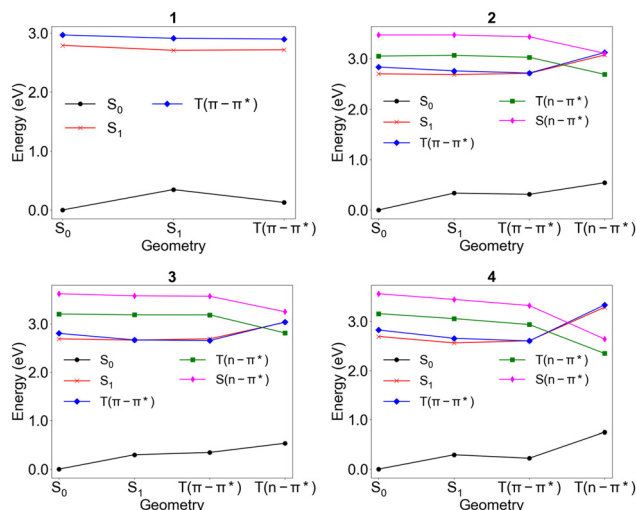 1
3.0
2.0
1.0
0.0
Energy (eV)
S₀
S₁
T(π−π*)
S₀ S₁ T(π−π*)
Geometry
2
3.0
2.0
1.0
0.0
Energy (eV)
S₀
S₁
T(π−π*)
T(n−π*)
S(n−π*)
S₀ S₁ T(π−π*) T(n−π*)
Geometry
3
3.0
2.0
1.0
0.0
Energy (eV)
S₀
S₁
T(π−π*)
T(n−π*)
S(n−π*)
S₀ S₁ T(π−π*) T(n−π*)
Geometry
4
3.0
2.0
1.0
0.0
Energy (eV)
S₀
S₁
T(π−π*)
T(n−π*)
S(n−π*)
S₀ S₁ T(π−π*) T(n−π*)
Geometry